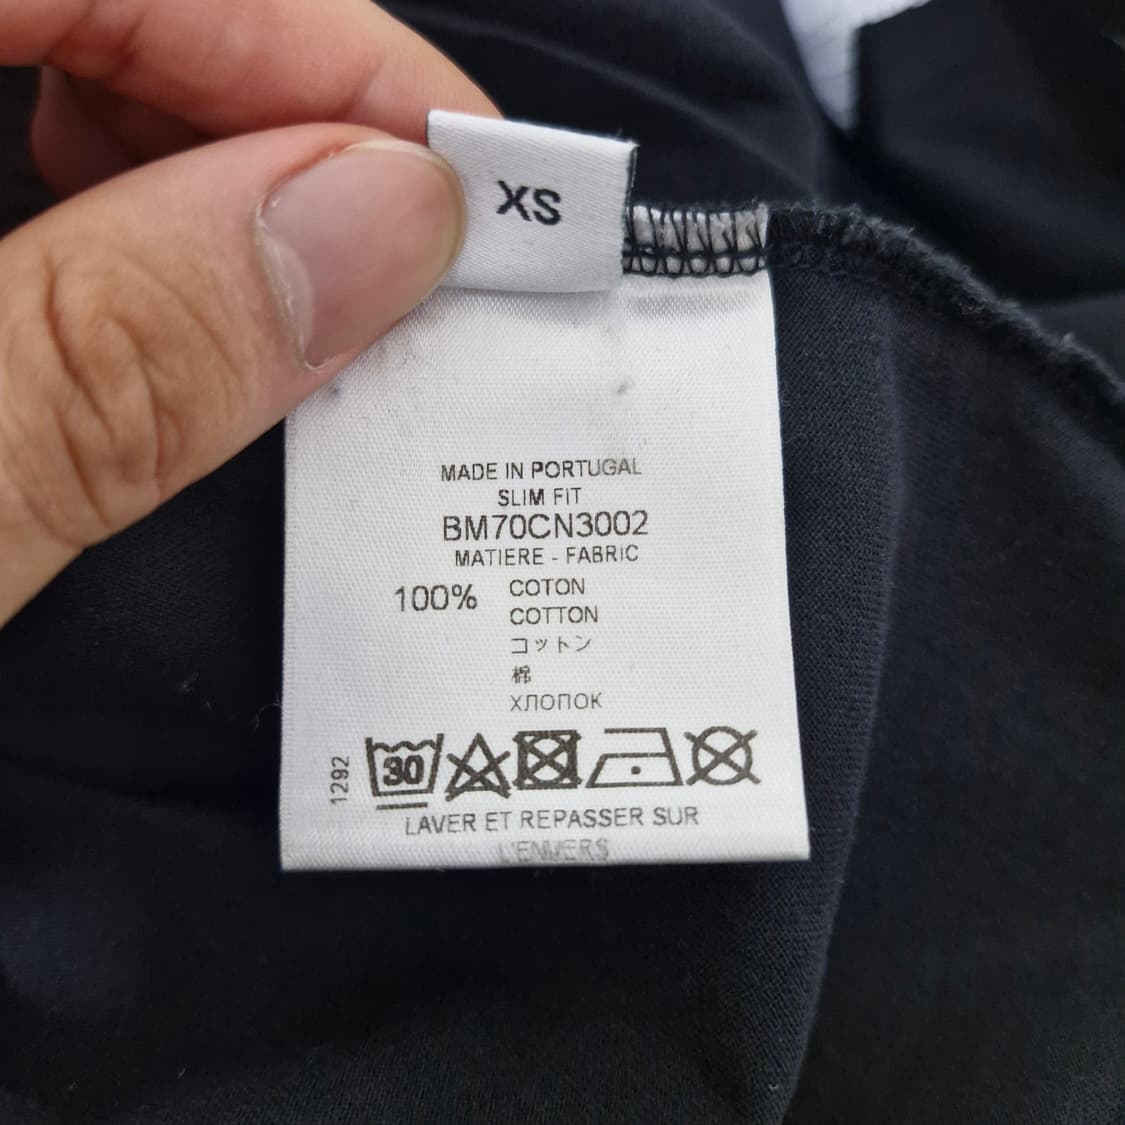 XS
MADE IN PORTUGAL
SLIM FIT
BM70CN3002
MATIERE - FABRIC
100% COTON
COTTON
コットン
棉
ХЛОПОК
1292
30
LAVER ET REPASSER SUR
L'ENVERS